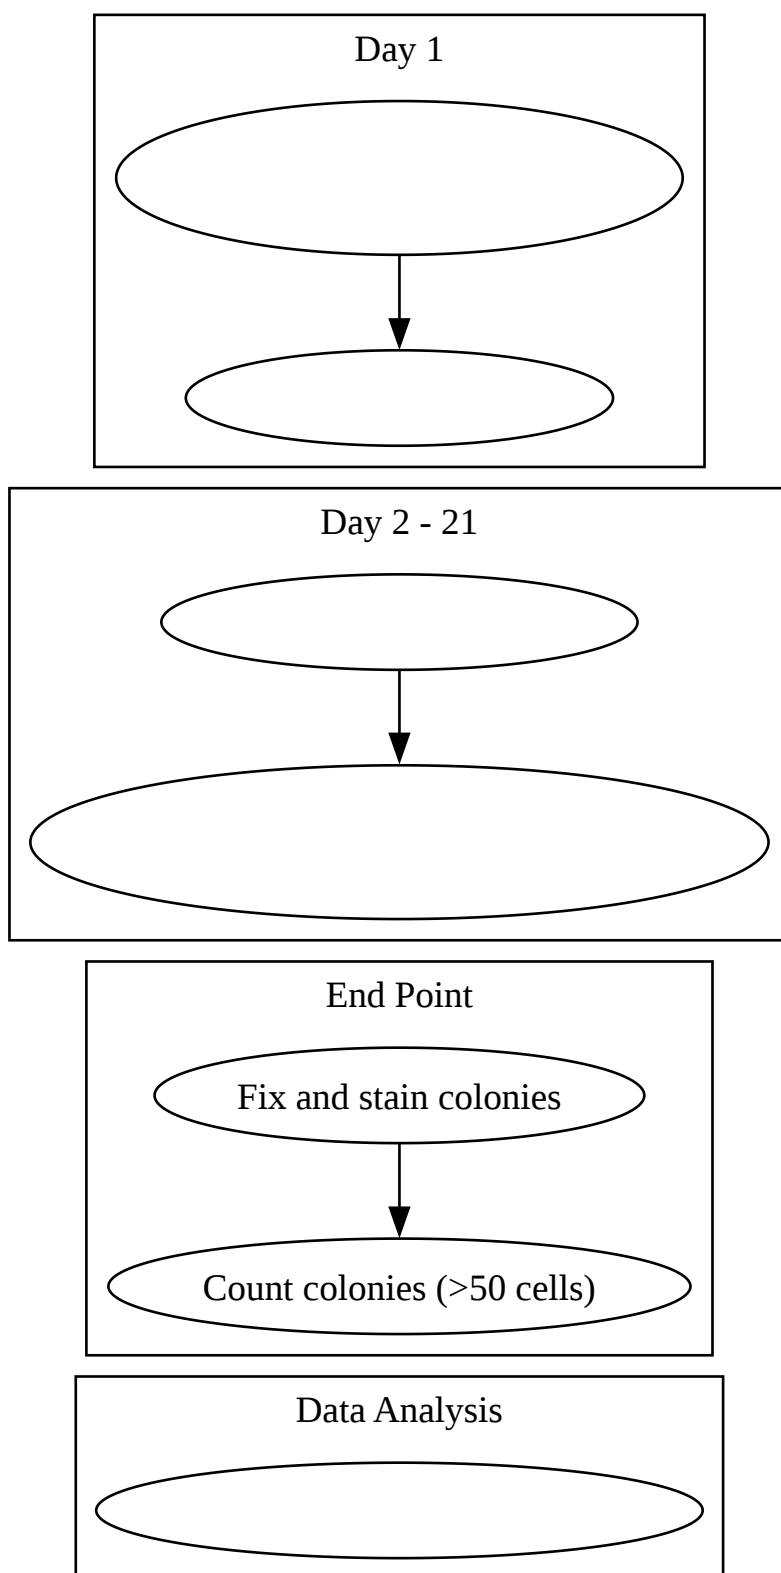 Day 1
Day 2 - 21
End Point
Fix and stain colonies
Count colonies (>50 cells)
Data Analysis